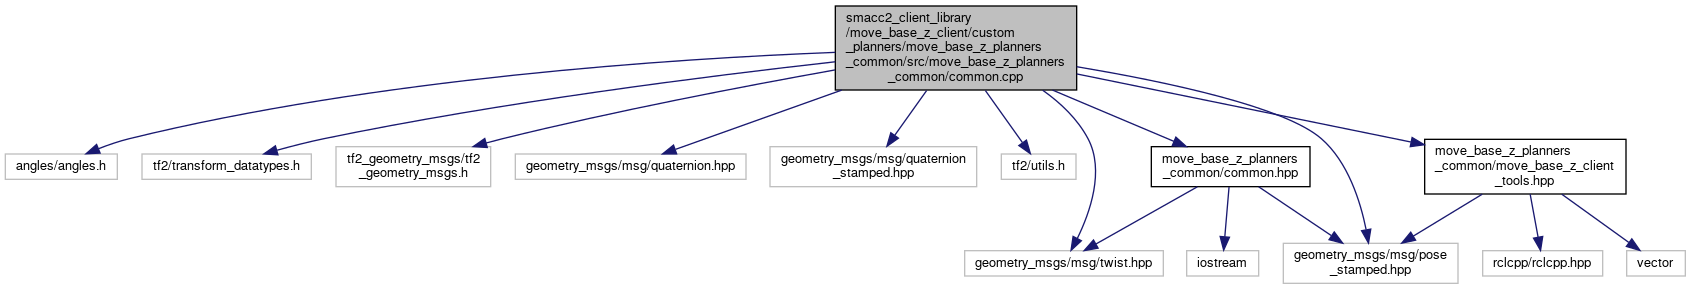 smacc2_client_library
/move_base_z_client/custom
_planners/move_base_z_planners
_common/src/move_base_z_planners
_common/common.cpp
angles/angles.h
tf2/transform_datatypes.h
tf2_geometry_msgs/tf2
_geometry_msgs.h
geometry_msgs/msg/quaternion.hpp
geometry_msgs/msg/quaternion
_stamped.hpp
tf2/utils.h
move_base_z_planners
_common/common.hpp
move_base_z_planners
_common/move_base_z_client
_tools.hpp
geometry_msgs/msg/twist.hpp
iostream
geometry_msgs/msg/pose
_stamped.hpp
rclcpp/rclcpp.hpp
vector